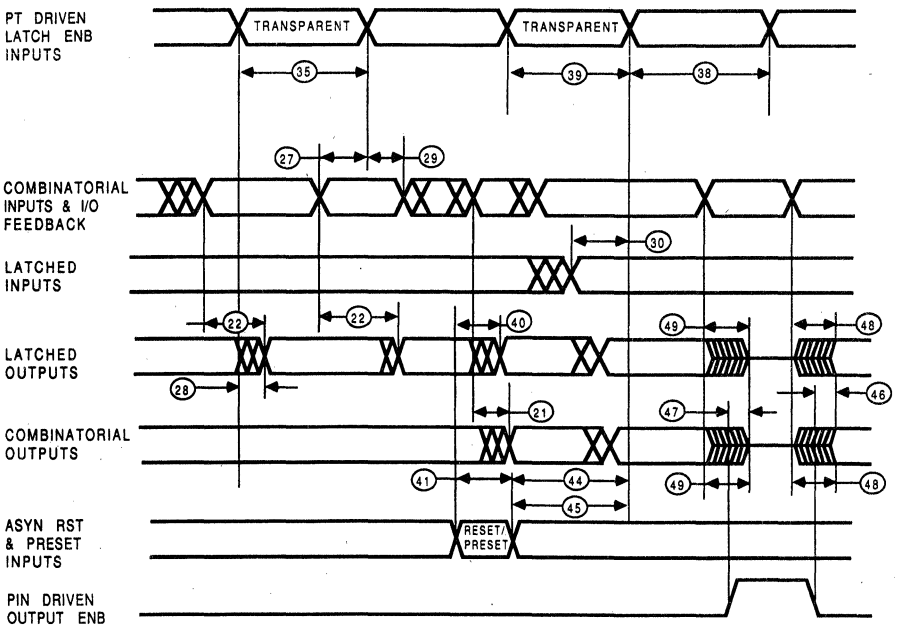 PT DRIVEN
LATCH ENB
INPUTS
TRANSPARENT
TRANSPARENT
35
39
38
27
29
COMBINATORIAL
INPUTS & I/O
FEEDBACK
30
LATCHED
INPUTS
22
22
40
49
48
LATCHED
OUTPUTS
28
21
47
46
COMBINATORIAL
OUTPUTS
41
44
49
48
45
ASYN RST
& PRESET
INPUTS
RESET/
PRESET
PIN DRIVEN
OUTPUT ENB